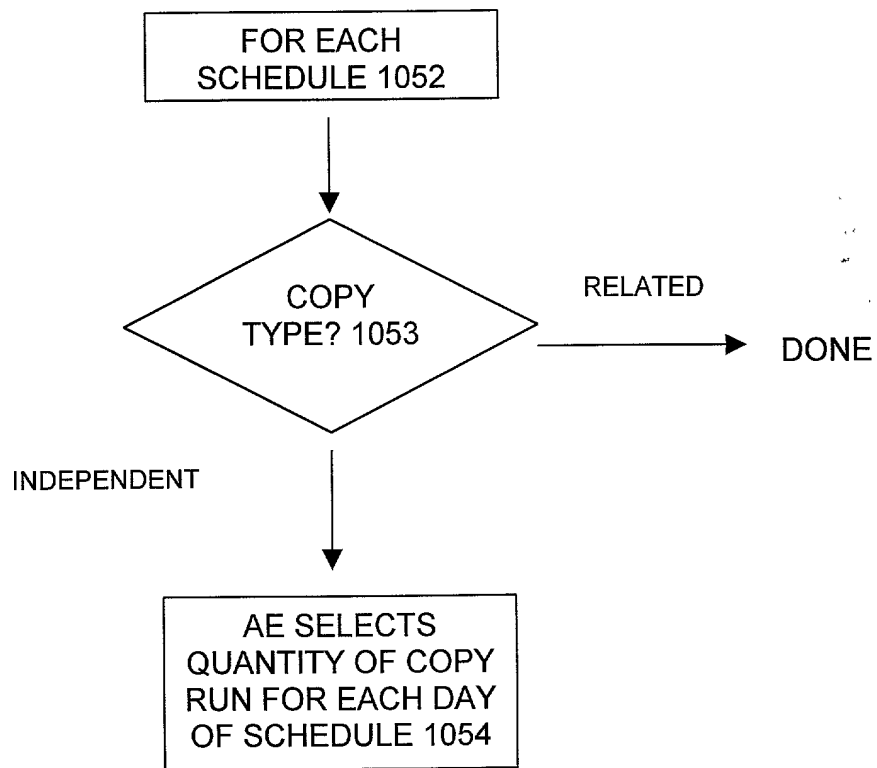 FOR EACH
SCHEDULE 1052
COPY
TYPE? 1053
RELATED
DONE
INDEPENDENT
AE SELECTS
QUANTITY OF COPY
RUN FOR EACH DAY
OF SCHEDULE 1054